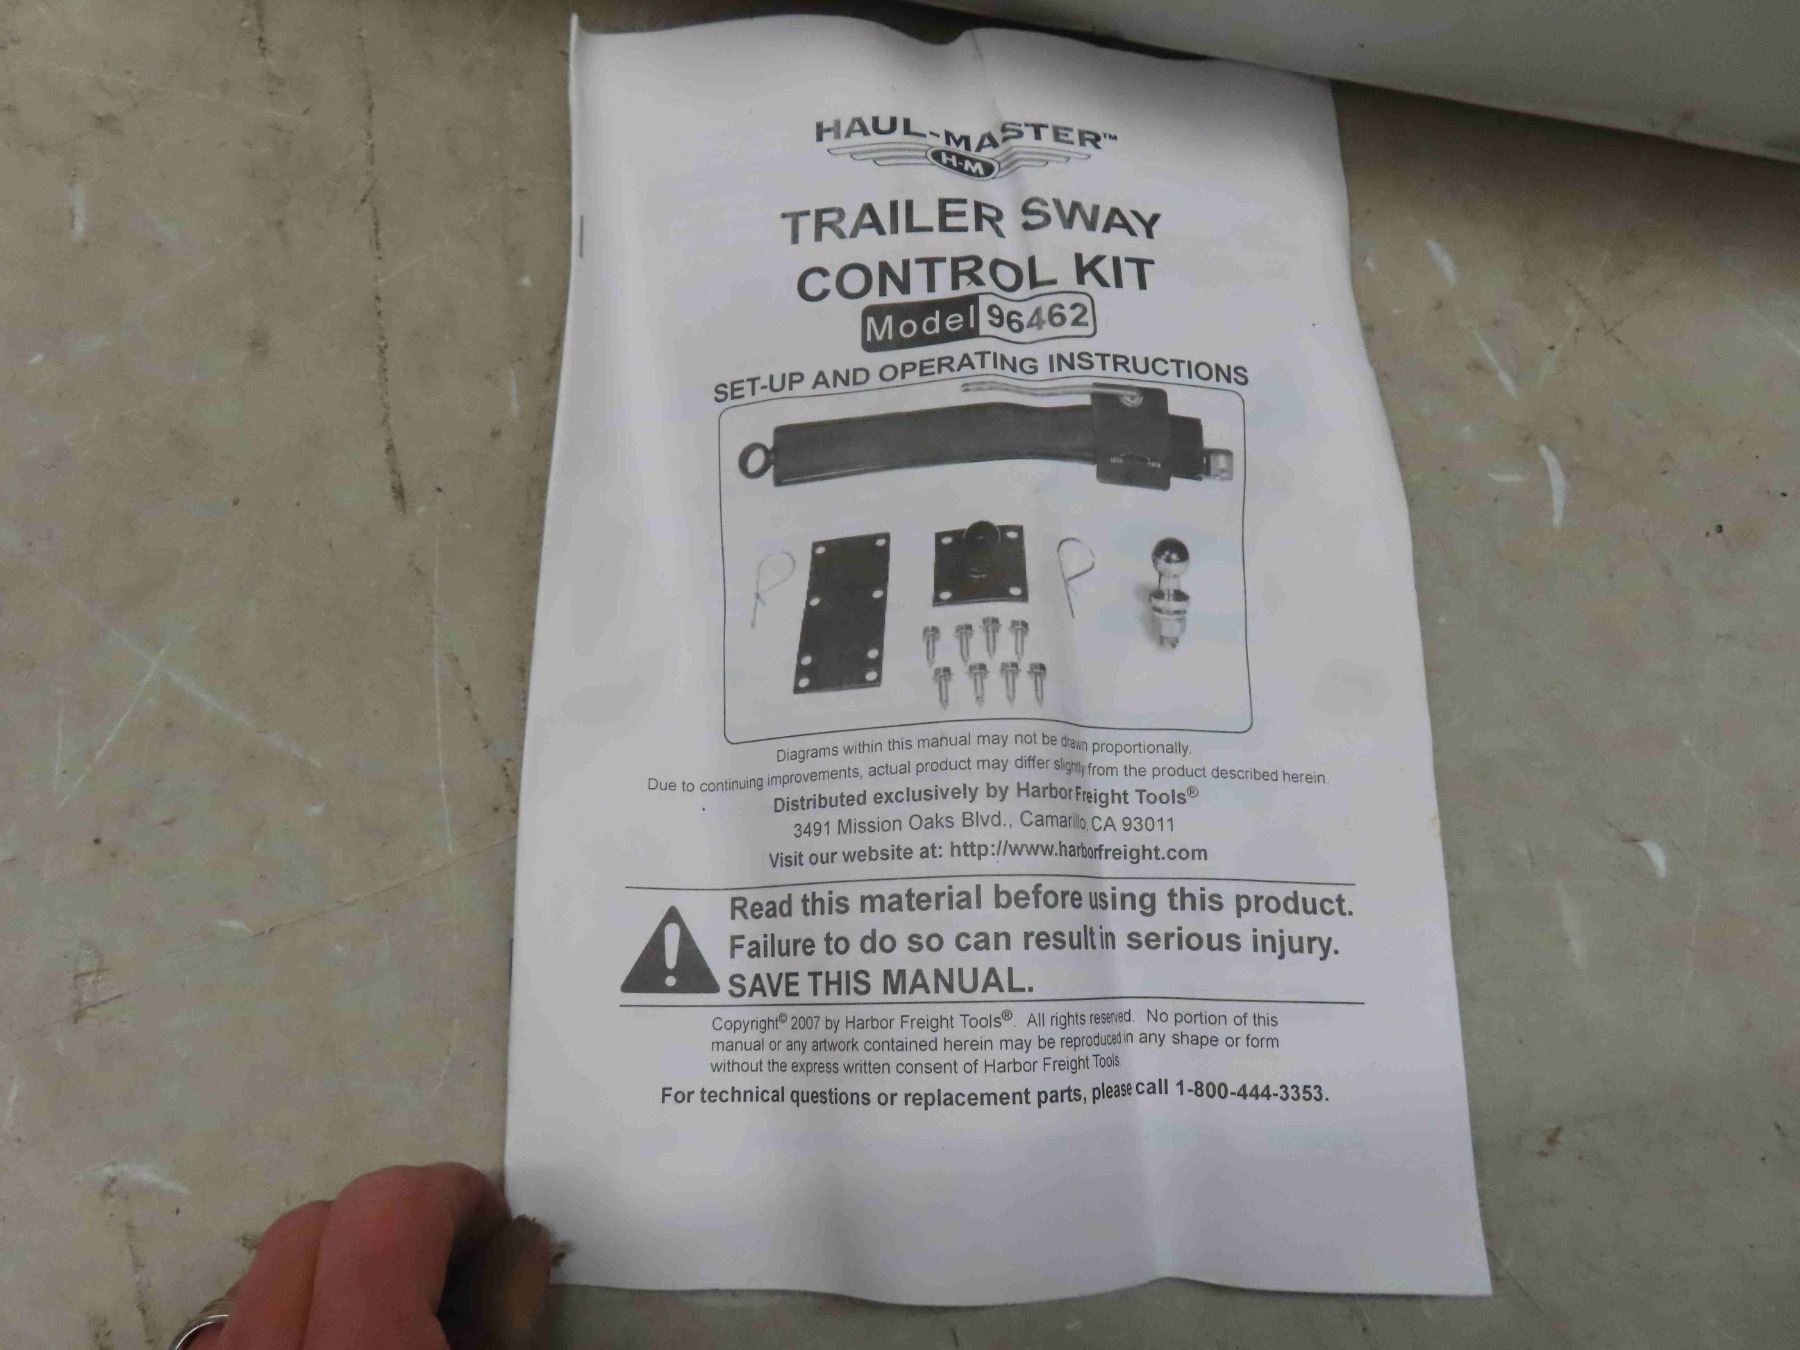 HAUL-MASTER™
H-M
TRAILER SWAY
CONTROL KIT
Model 96462
SET-UP AND OPERATING INSTRUCTIONS
Diagrams within this manual may not be drawn proportionally.
Due to continuing improvements, actual product may differ slightly from the product described herein.
Distributed exclusively by Harbor Freight Tools®
3491 Mission Oaks Blvd., Camarillo, CA 93011
Visit our website at: http://www.harborfreight.com
Read this material before using this product.
Failure to do so can result in serious injury.
SAVE THIS MANUAL.
Copyright© 2007 by Harbor Freight Tools®. All rights reserved. No portion of this
manual or any artwork contained herein may be reproduced in any shape or form
without the express written consent of Harbor Freight Tools.
For technical questions or replacement parts, please call 1-800-444-3353.